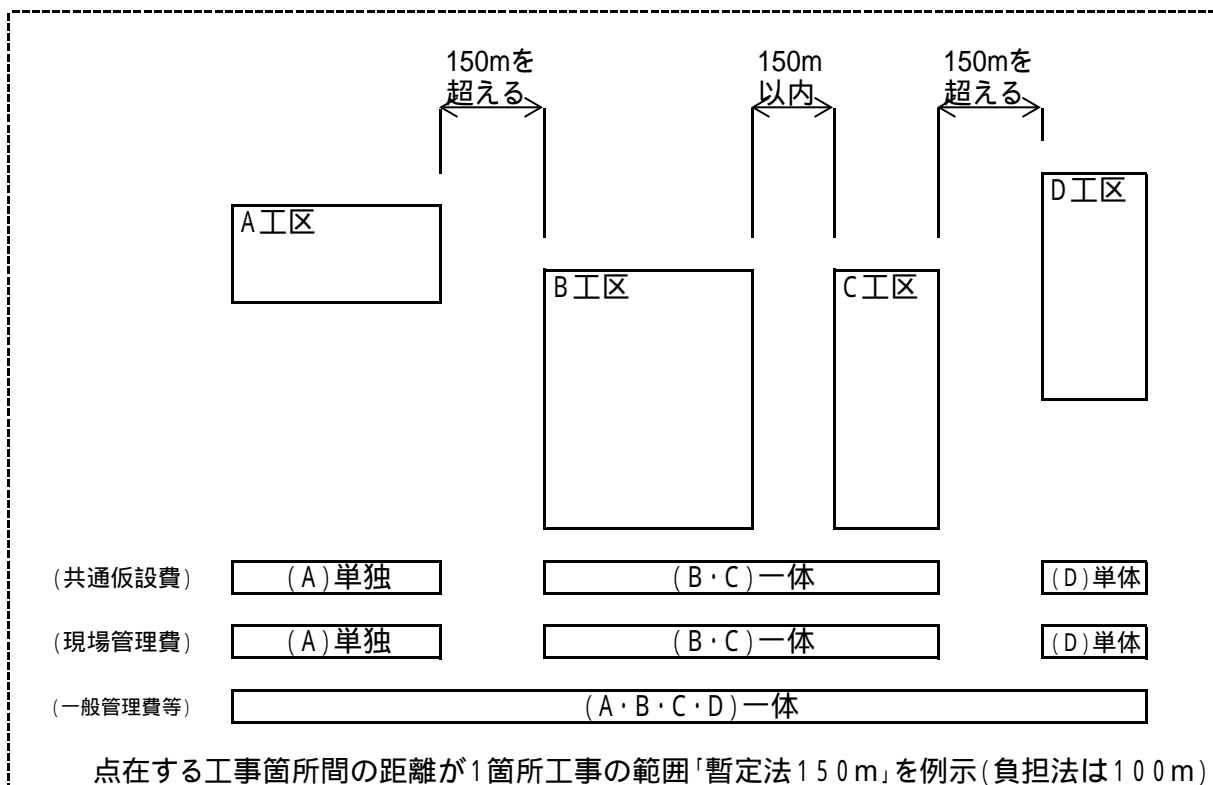 150mを
超える
150m
以内
150mを
超える
A工区
D工区
B工区
C工区
(共通仮設費)
(A)単独
(B・C)一体
(D)単体
(現場管理費)
(A)単独
(B・C)一体
(D)単体
(一般管理費等)
(A・B・C・D)一体
点在する工事箇所間の距離が1箇所工事の範囲「暫定法150m」を例示(負担法は100m)